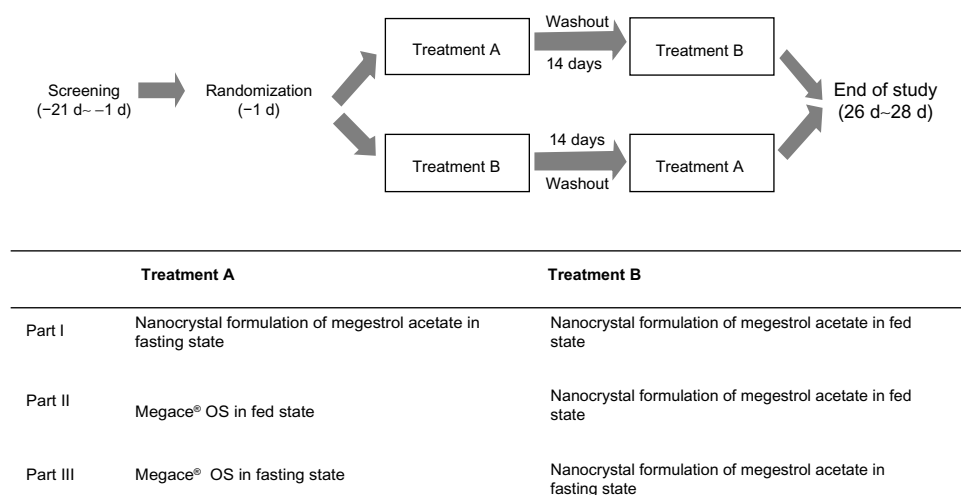 Screening
(−21 d~ −1 d)
Randomization
(−1 d)
Treatment A
Washout
14 days
Treatment B
Treatment B
14 days
Washout
Treatment A
End of study
(26 d~28 d)
Treatment A
Treatment B
Part I
Nanocrystal formulation of megestrol acetate in
fasting state
Nanocrystal formulation of megestrol acetate in fed
state
Part II
Megace® OS in fed state
Nanocrystal formulation of megestrol acetate in fed
state
Part III
Megace® OS in fasting state
Nanocrystal formulation of megestrol acetate in
fasting state